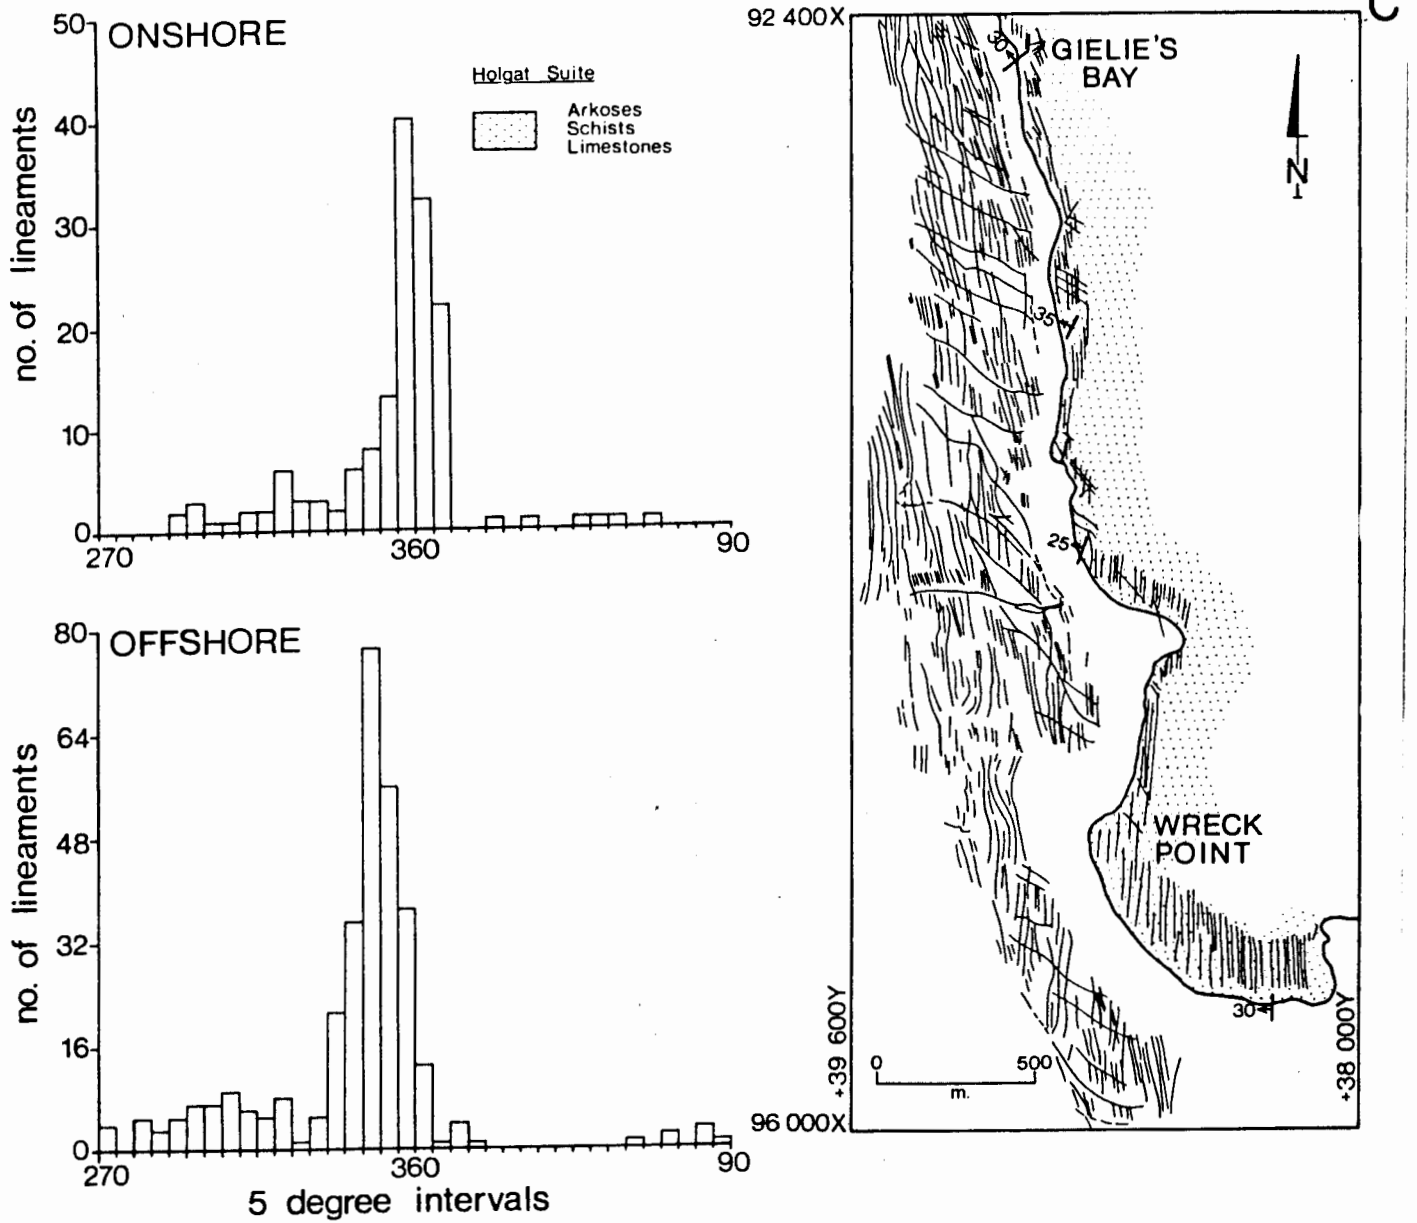 ONSHORE
50
40
30
20
10
0
no. of lineaments
270
360
90
Holgat Suite
Arkoses
Schists
Limestones
OFFSHORE
80
64
48
32
16
0
no. of lineaments
270
360
90
5 degree intervals
C
92 400X
30
GIELIE'S
BAY
N
35
25
WRECK
POINT
30
0
500
m.
+39 600Y
+38 000Y
96 000X